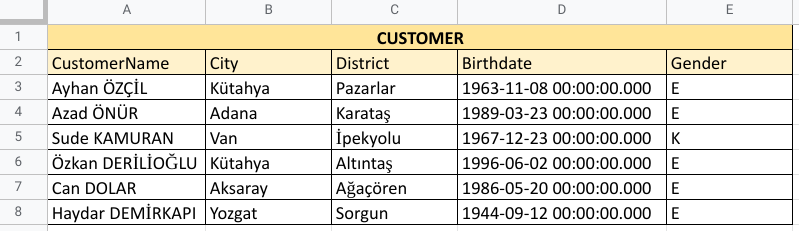 A B C D E
1 CUSTOMER
2 CustomerName City District Birthdate Gender
3 Ayhan ÖZÇİL Kütahya Pazarlar 1963-11-08 00:00:00.000 E
4 Azad ÖNÜR Adana Karataş 1989-03-23 00:00:00.000 E
5 Sude KAMURAN Van İpekyolu 1967-12-23 00:00:00.000 K
6 Özkan DERİLİOĞLU Kütahya Altıntaş 1996-06-02 00:00:00.000 E
7 Can DOLAR Aksaray Ağaçören 1986-05-20 00:00:00.000 E
8 Haydar DEMİRKAPI Yozgat Sorgun 1944-09-12 00:00:00.000 E